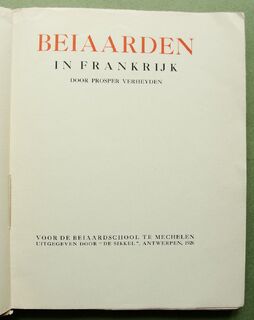 BEIAARDEN
IN FRANKRIJK
DOOR PROSPER VERHEYDEN
VOOR DE BEIAARDSCHOOL TE MECHELEN
UITGEGEVEN DOOR "DE SIKKEL", ANTWERPEN, 1926